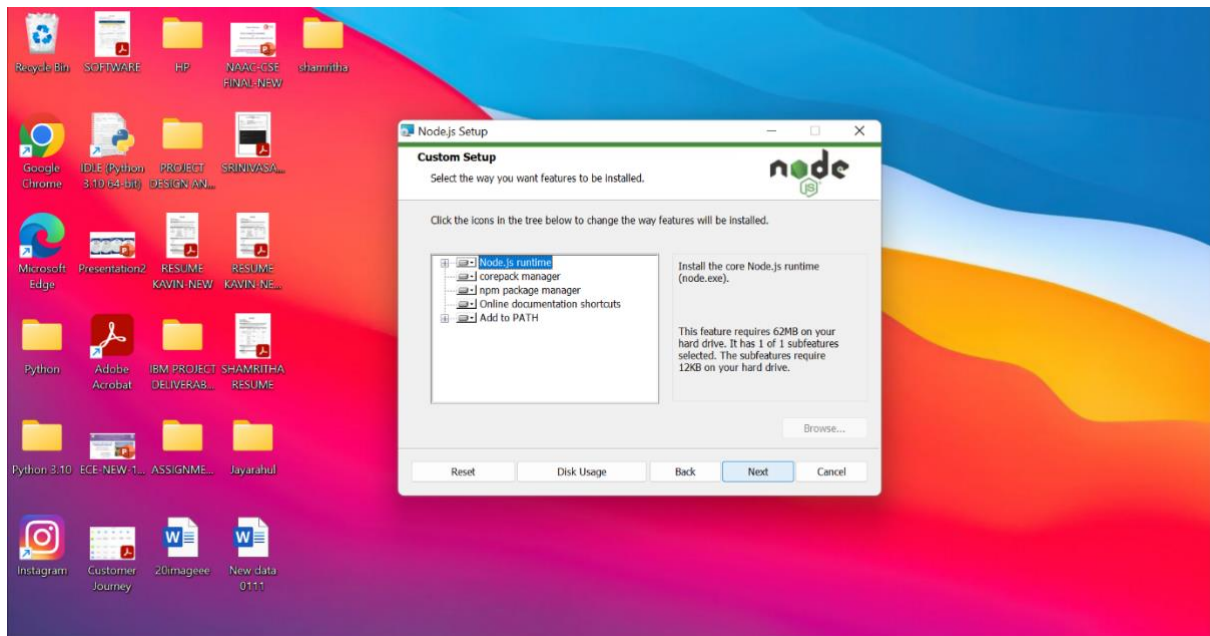 Recycle Bin
SOFTWARE
HP
NAAC-CSE
FINAL-NEW
shamritha
Google
Chrome
IDLE (Python
3.10 64-bit)
PROJECT
DESIGN AN...
SRINIVASA...
Microsoft
Edge
Presentation2
RESUME
KAVIN-NEW
RESUME
KAVIN-NE...
Python
Adobe
Acrobat
IBM PROJECT
DELIVERAB...
SHAMRITHA
RESUME
Python 3.10
ECE-NEW-1...
ASSIGNME...
Jayarahul
Instagram
Customer
Journey
20imageee
New data
0111
Node.js Setup
Custom Setup
Select the way you want features to be installed.
node
JS
Click the icons in the tree below to change the way features will be installed.
Node.js runtime
corepack manager
npm package manager
Online documentation shortcuts
Add to PATH
Install the core Node.js runtime
(node.exe).
This feature requires 62MB on your
hard drive. It has 1 of 1 subfeatures
selected. The subfeatures require
12KB on your hard drive.
Browse...
Reset
Disk Usage
Back
Next
Cancel